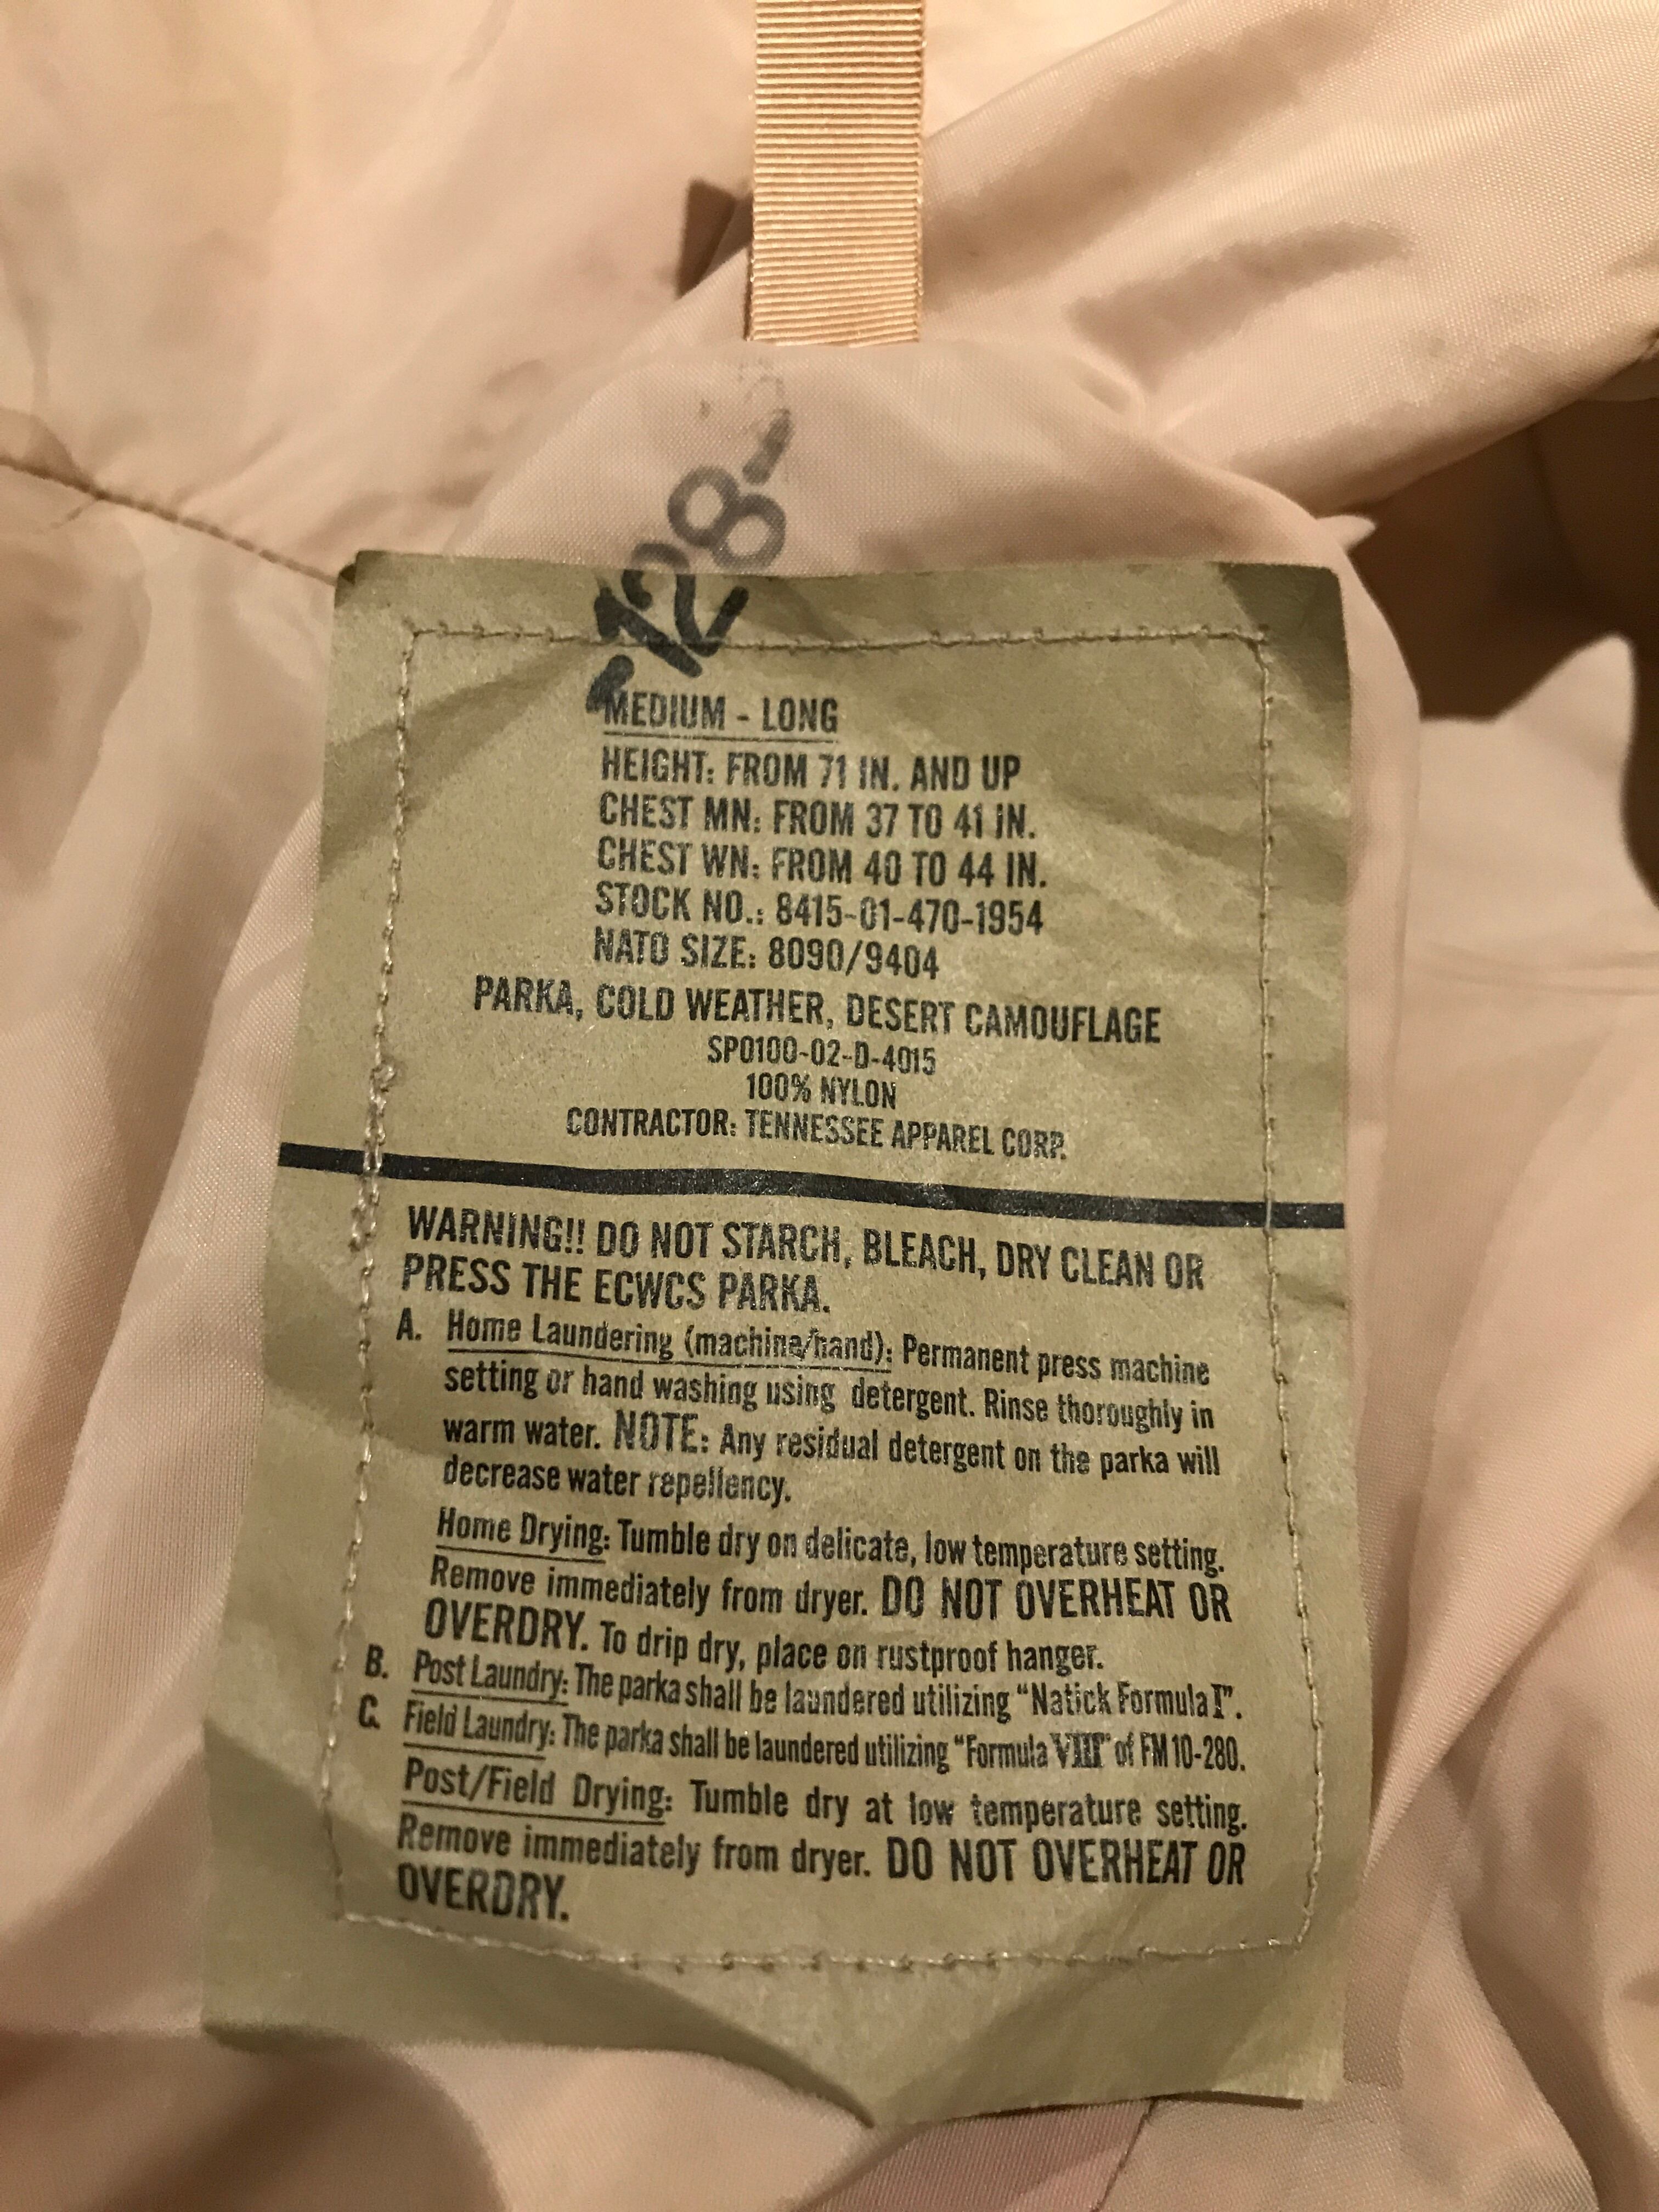 -128-
MEDIUM - LONG
HEIGHT: FROM 71 IN. AND UP
CHEST MN: FROM 37 TO 41 IN.
CHEST WN: FROM 40 TO 44 IN.
STOCK NO.: 8415-01-470-1954
NATO SIZE: 8090/9404
PARKA, COLD WEATHER, DESERT CAMOUFLAGE
SP0100-02-D-4015
100% NYLON
CONTRACTOR: TENNESSEE APPAREL CORP.
WARNING!! DO NOT STARCH, BLEACH, DRY CLEAN OR
PRESS THE ECWCS PARKA.
A. Home Laundering (machine/hand): Permanent press machine
setting or hand washing using detergent. Rinse thoroughly in
warm water. NOTE: Any residual detergent on the parka will
decrease water repellency.
Home Drying: Tumble dry on delicate, low temperature setting.
Remove immediately from dryer. DO NOT OVERHEAT OR
OVERDRY. To drip dry, place on rustproof hanger.
B. Post Laundry: The parka shall be laundered utilizing "Natick Formula I".
C. Field Laundry: The parka shall be laundered utilizing "Formula VIII" of FM 10-280.
Post/Field Drying: Tumble dry at low temperature setting.
Remove immediately from dryer. DO NOT OVERHEAT OR
OVERDRY.